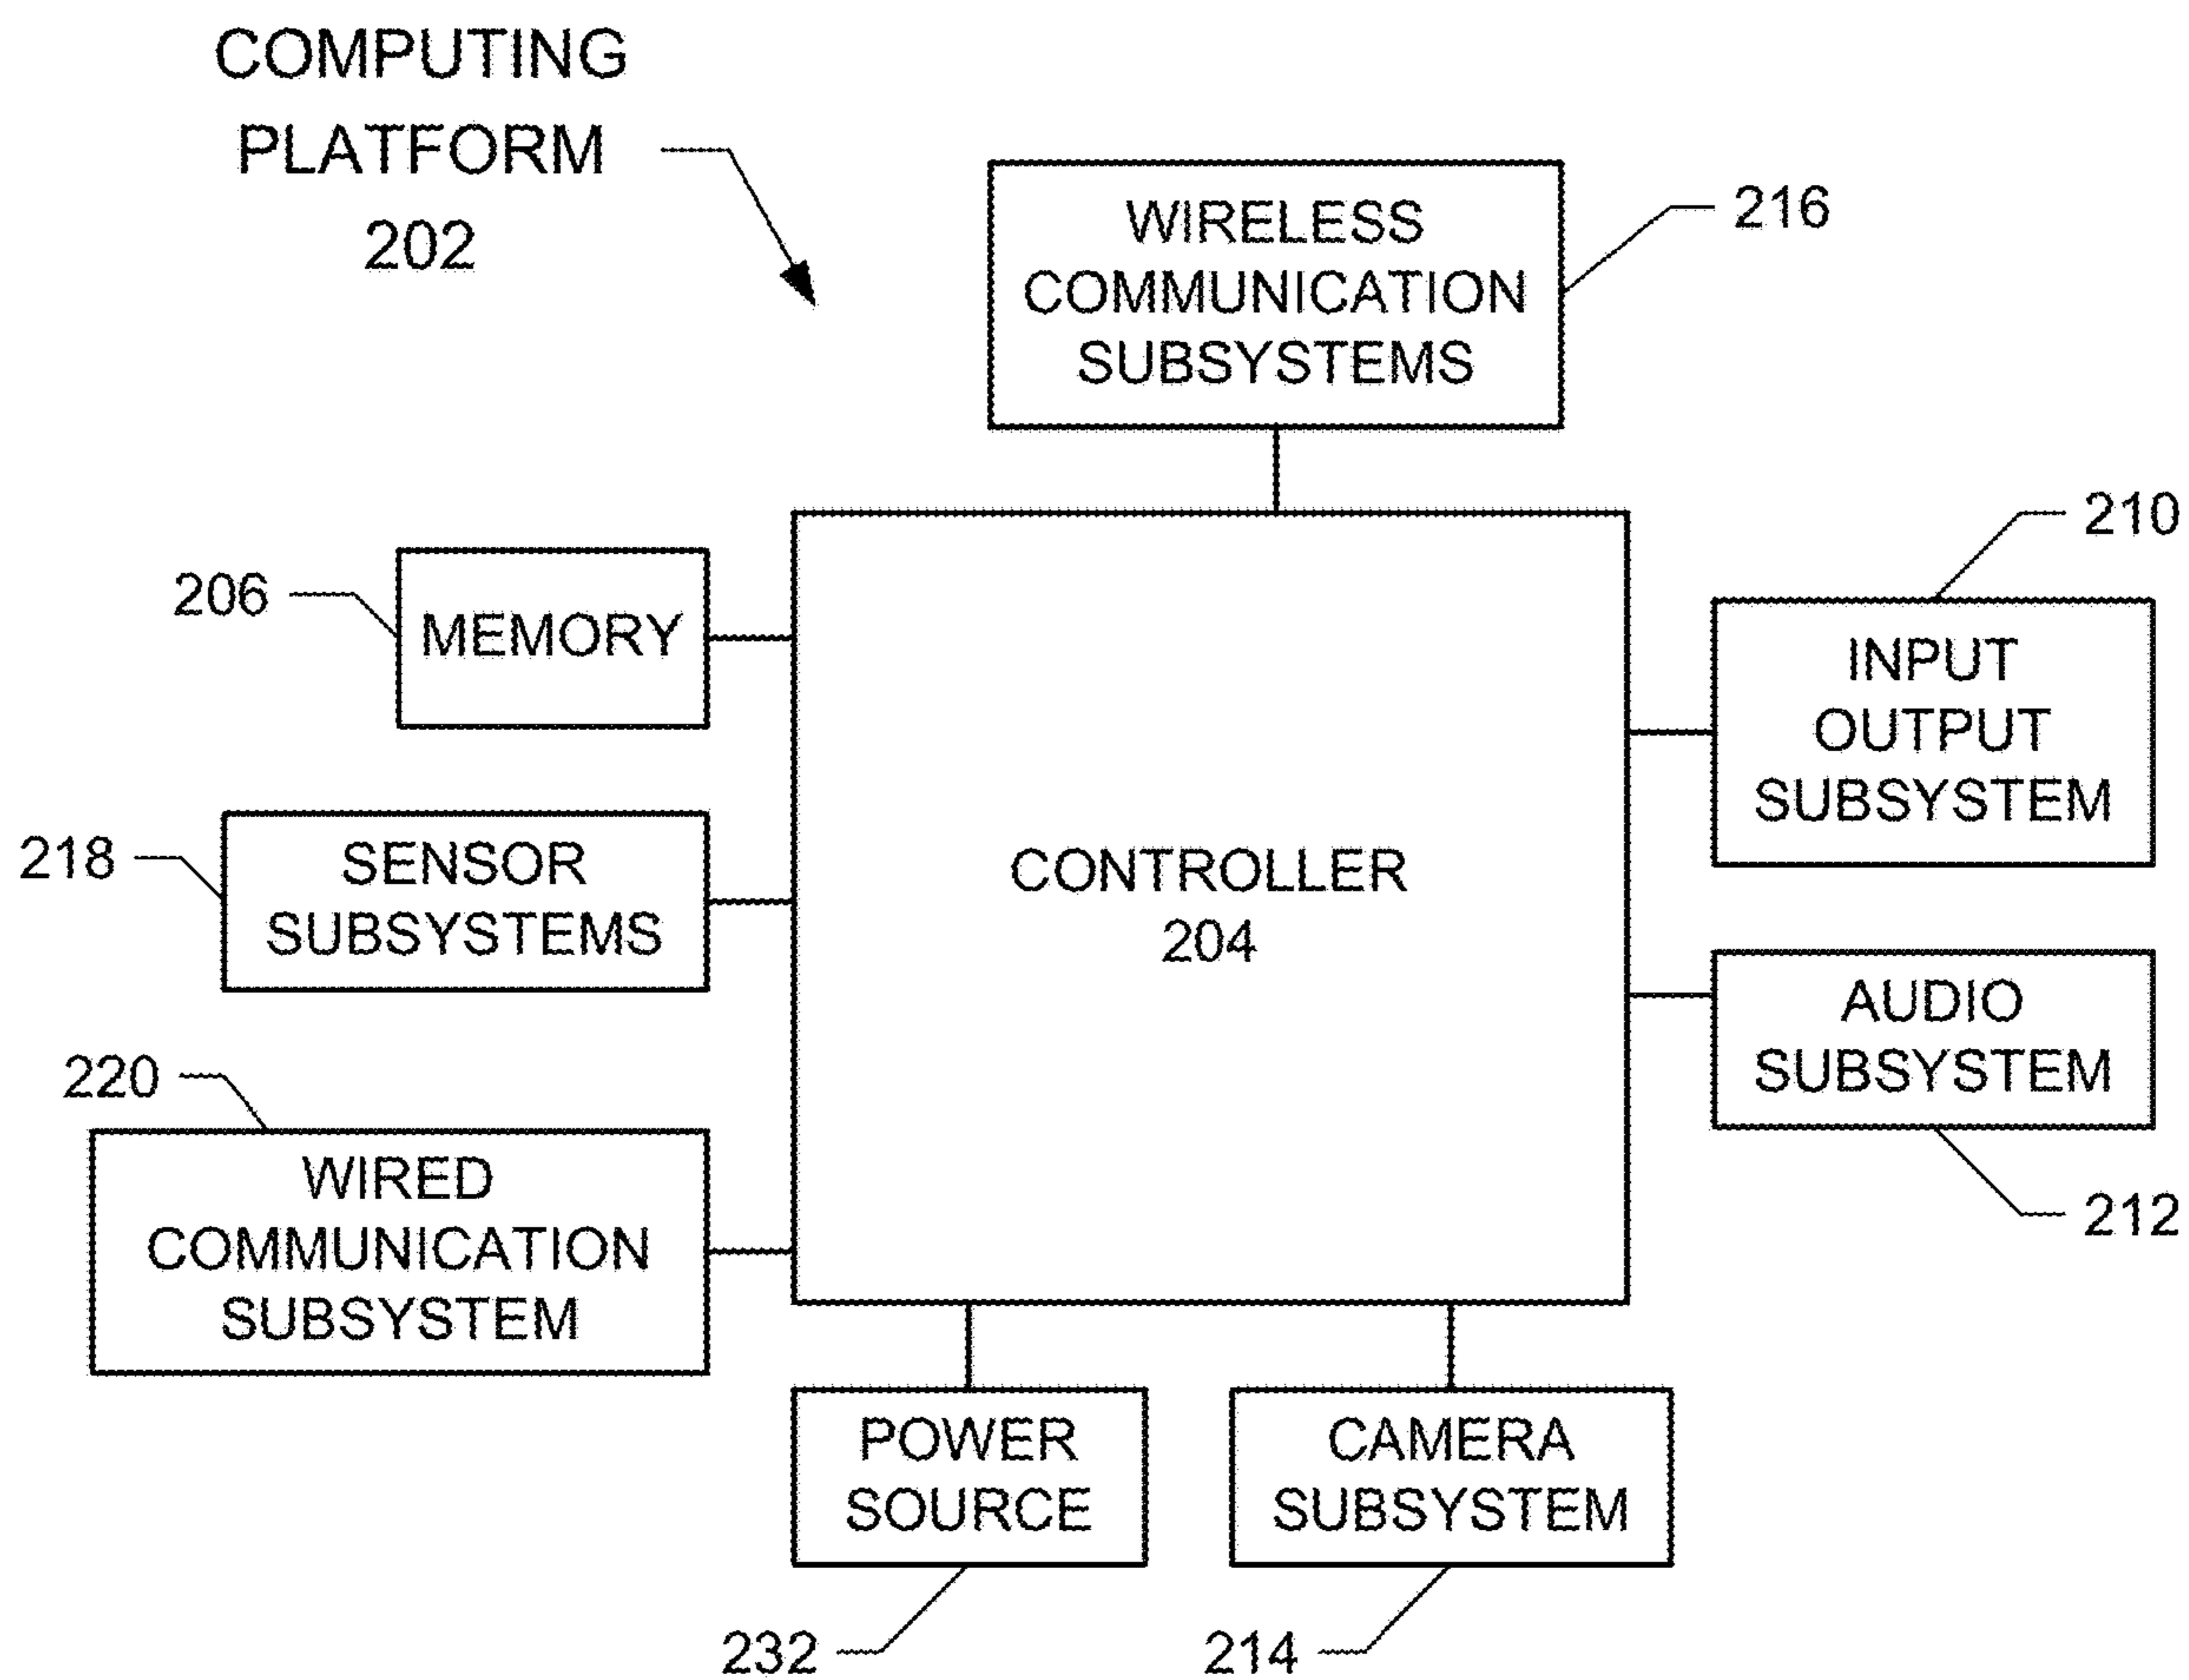 COMPUTING
PLATFORM
202
WIRELESS
COMMUNICATION
SUBSYSTEMS
216
210
206
MEMORY
INPUT
OUTPUT
SUBSYSTEM
218
SENSOR
SUBSYSTEMS
CONTROLLER
204
AUDIO
SUBSYSTEM
212
220
WIRED
COMMUNICATION
SUBSYSTEM
POWER
SOURCE
232
CAMERA
SUBSYSTEM
214